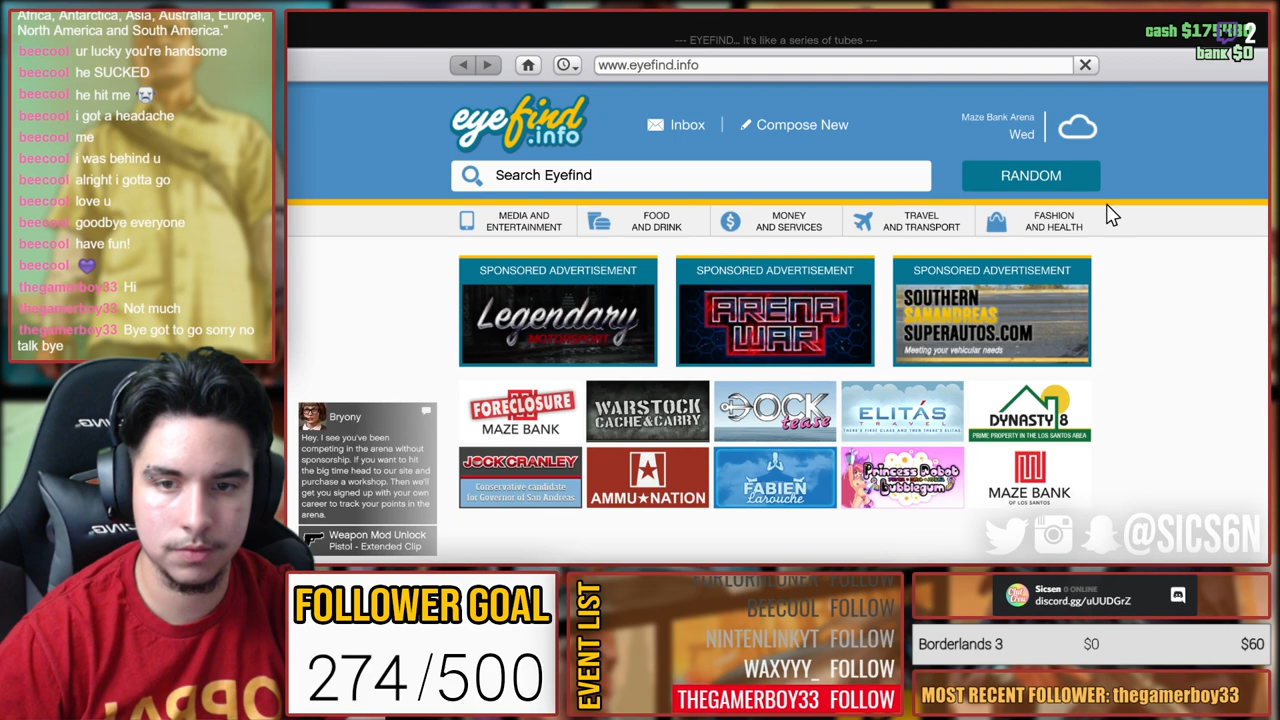 Africa, Antarctica, Asia, Australia, Europe,
North America and South America."
beecool ur lucky you're handsome
beecool he SUCKED
beecool he hit me
beecool i got a headache
beecool me
beecool i was behind u
beecool alright i gotta go
beecool love u
beecool goodbye everyone
beecool have fun!
beecool
thegamerboy33 Hi
thegamerboy33 Not much
thegamerboy33 Bye got to go sorry no
talk bye
--- EYEFIND... It's like a series of tubes ---
2
bank $0
www.eyefind.info
eyefind
.info
Inbox
Compose New
Maze Bank Arena
Wed
Search Eyefind
RANDOM
MEDIA AND
ENTERTAINMENT
FOOD
AND DRINK
MONEY
AND SERVICES
TRAVEL
AND TRANSPORT
FASHION
AND HEALTH
SPONSORED ADVERTISEMENT
Legendary
MOTORSPORT
SPONSORED ADVERTISEMENT
ARENA
WAR
SPONSORED ADVERTISEMENT
SOUTHERN
SANANDREAS
SUPERAUTOS.COM
Meeting your vehicular needs
FORECLOSURE
MAZE BANK
WARSTOCK
CACHE&CARRY
DOCK
tease
ELITÁS
TRAVEL
THERE'S FIRST CLASS AND THEN THERE'S ELITAS
DYNASTY 8
PRIME PROPERTY IN THE LOS SANTOS AREA
JOCK CRANLEY
Conservative candidate
for Governor of San Andreas
AMMU★NATION
FABIEN
Larouche
Princess Robot
Bubblegum
MAZE BANK
OF LOS SANTOS
Bryony
Hey. I see you've been
competing in the arena without
sponsorship. If you want to hit
the big time head to our site and
purchase a workshop. Then we'll
get you signed up with your own
career to track your points in the
arena.
Weapon Mod Unlock
Pistol - Extended Clip
@SICS6N
FOLLOWER GOAL
274/500
EVENT LIST
BEECOOL FOLLOW
NINTENLINKYT FOLLOW
WAXYYY_ FOLLOW
THEGAMERBOY33 FOLLOW
Sicsen 0 ONLINE
discord.gg/uUUDGrZ
Borderlands 3 $0 $60
MOST RECENT FOLLOWER: thegamerboy33